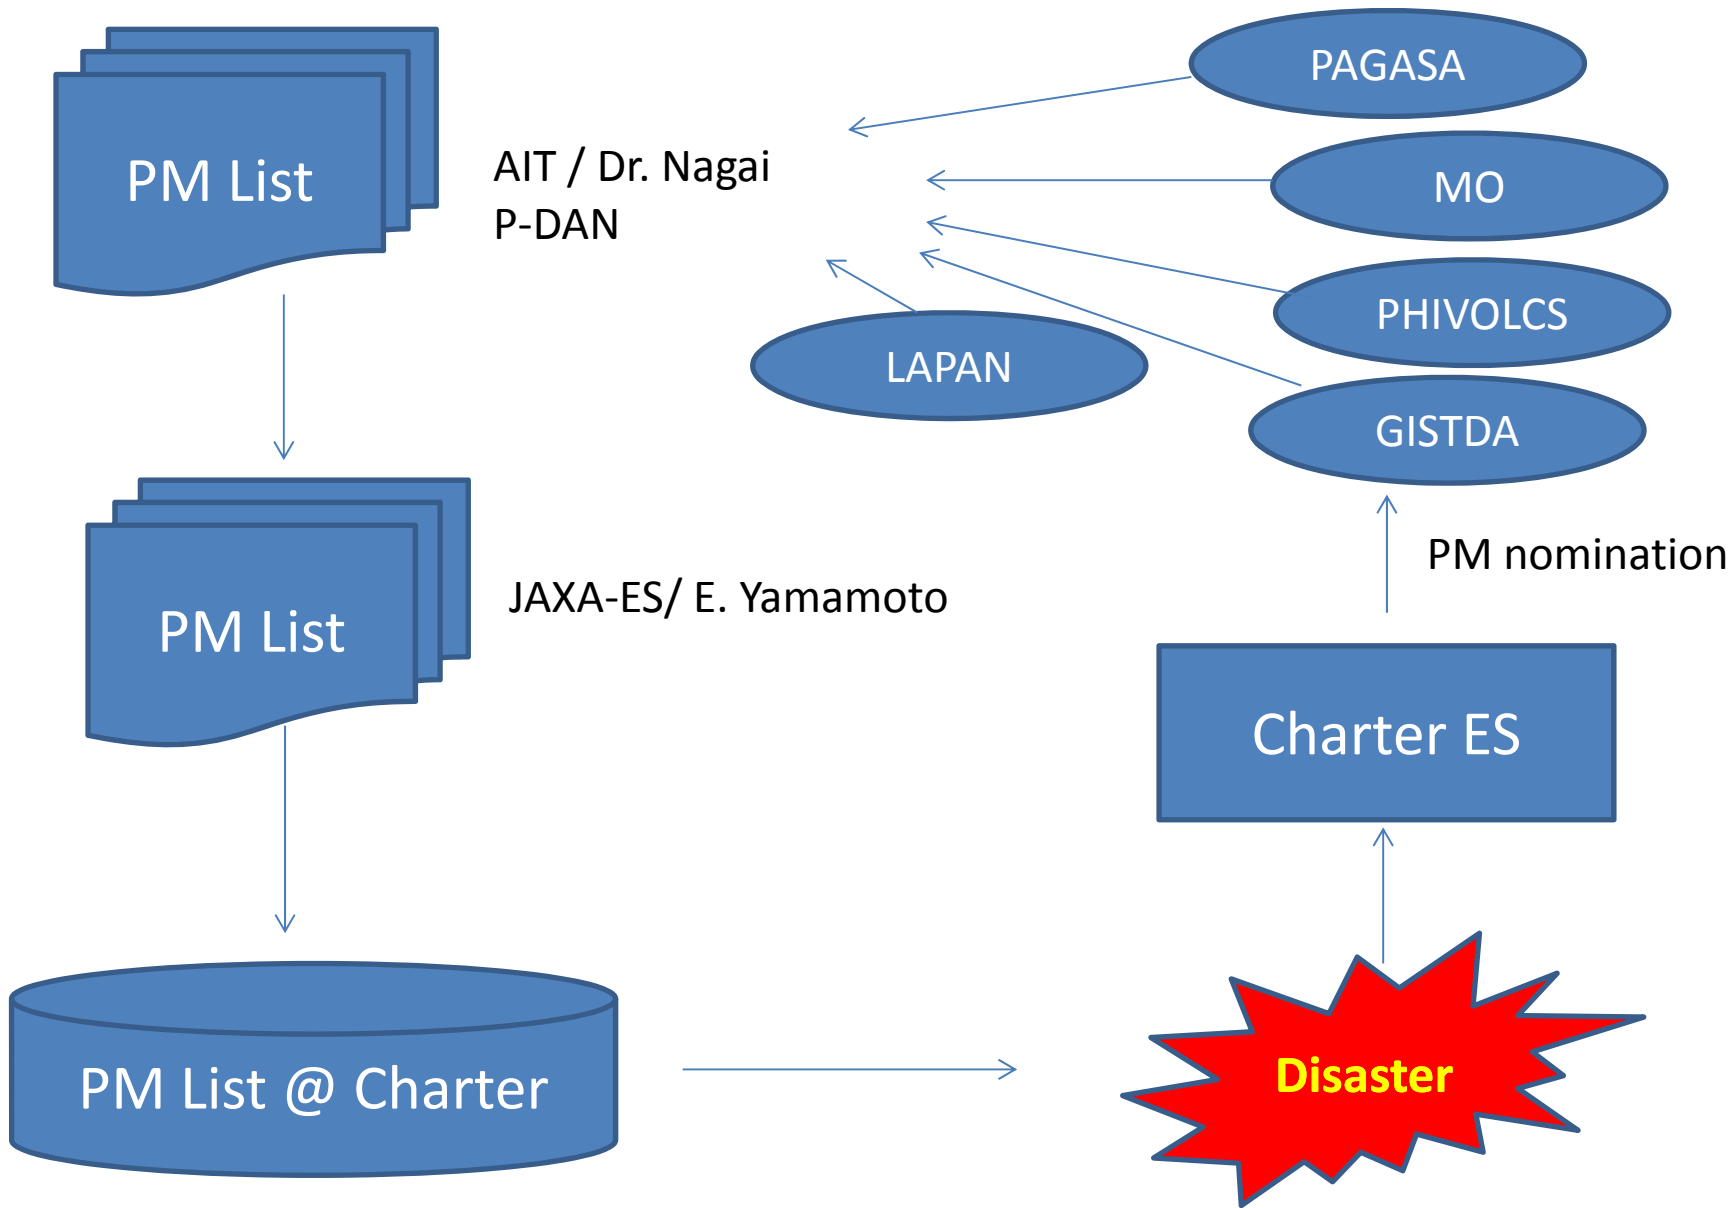 PAGASA
PM List
AIT / Dr. Nagai
P-DAN
MO
PHIVOLCS
LAPAN
GISTDA
PM nomination
PM List
JAXA-ES/ E. Yamamoto
Charter ES
PM List @ Charter
Disaster